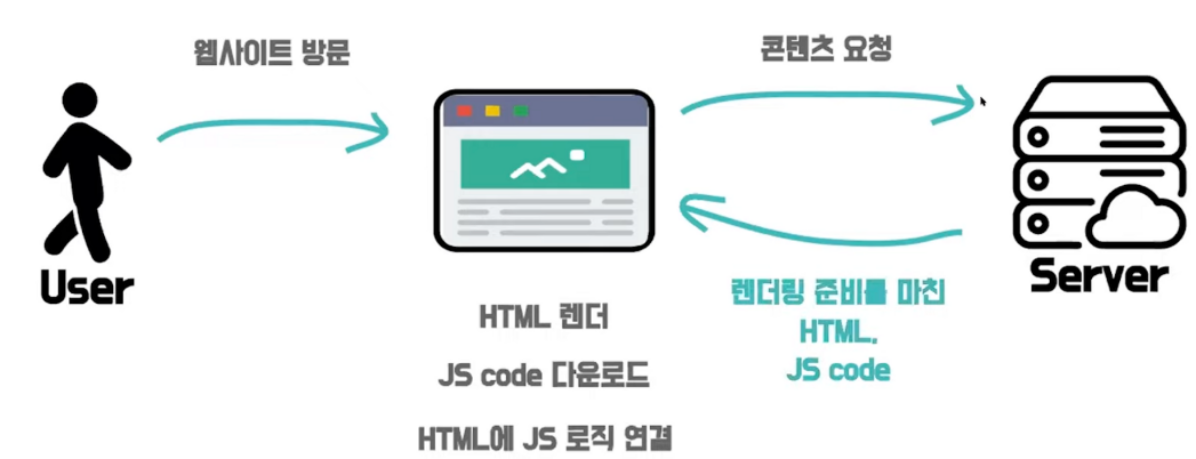 웹사이트 방문
콘텐츠 요청
User
Server
렌더링 준비를 마친
HTML,
JS code
HTML 렌더
JS code 다운로드
HTML에 JS 로직 연결